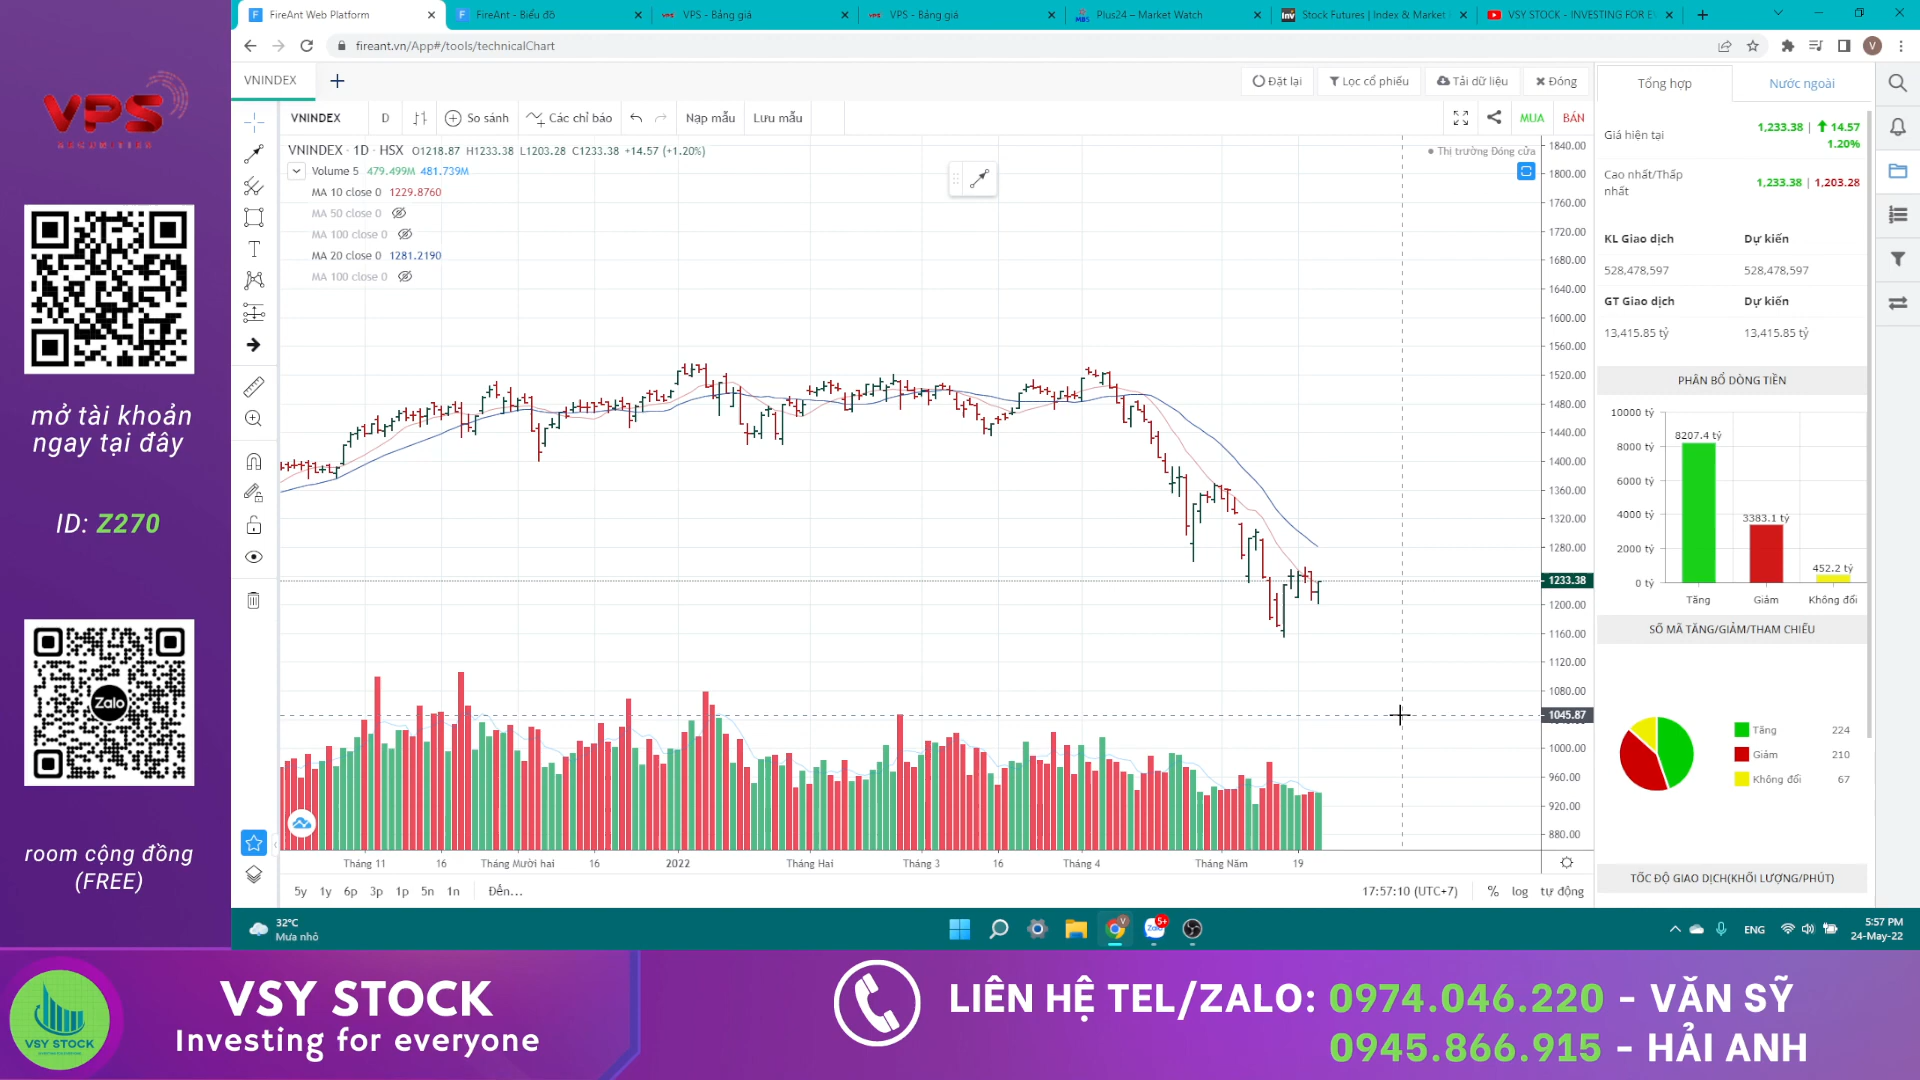 VPS
mở tài khoản
ngay tại đây
ID: Z270
Zalo
room cộng đồng
(FREE)
FireAnt Web Platform
FireAnt - Biểu đồ
VPS - Bảng giá
VPS - Bảng giá
Plus24 – Market Watch
Stock Futures | Index & Market
VSY STOCK - INVESTING FOR E
fireant.vn/App#/tools/technicalChart
V
VNINDEX
Đặt lại
Lọc cổ phiếu
Tải dữ liệu
Đóng
VNINDEX
D
So sánh
Các chỉ báo
Nạp mẫu
Lưu mẫu
MUA
BÁN
VNINDEX · 1D · HSX O1218.87 H1233.38 L1203.28 C1233.38 +14.57 (+1.20%)
Thị trường Đóng cửa
Volume 5 479.499M 481.739M
MA 10 close 0 1229.8760
MA 50 close 0
MA 100 close 0
MA 20 close 0 1281.2190
MA 100 close 0
1840.00
1800.00
1760.00
1720.00
1680.00
1640.00
1600.00
1560.00
1520.00
1480.00
1440.00
1400.00
1360.00
1320.00
1280.00
1233.38
1200.00
1160.00
1120.00
1080.00
1045.87
1000.00
960.00
920.00
880.00
Tháng 11
16
Tháng Mười hai
16
2022
Tháng Hai
Tháng 3
16
Tháng 4
Tháng Năm
19
5y 1y 6p 3p 1p 5n 1n Đến...
17:57:10 (UTC+7) % log tự động
Tổng hợp
Nước ngoài
Giá hiện tại
1,233.38 | 14.57
1.20%
Cao nhất/Thấp
nhất
1,233.38 | 1,203.28
KL Giao dịch
Dự kiến
528,478,597
528,478,597
GT Giao dịch
Dự kiến
13,415.85 tỷ
13,415.85 tỷ
PHÂN BỔ DÒNG TIỀN
10000 tỷ
8000 tỷ
6000 tỷ
4000 tỷ
2000 tỷ
0 tỷ
8207.4 tỷ
3383.1 tỷ
452.2 tỷ
Tăng
Giảm
Không đổi
SỐ MÃ TĂNG/GIẢM/THAM CHIẾU
Tăng 224
Giảm 210
Không đổi 67
TỐC ĐỘ GIAO DỊCH(KHỐI LƯỢNG/PHÚT)
32°C
Mưa nhỏ
5+
ENG
5:57 PM
24-May-22
VSY STOCK
VSY STOCK
Investing for everyone
LIÊN HỆ TEL/ZALO: 0974.046.220 - VĂN SỸ
0945.866.915 - HẢI ANH